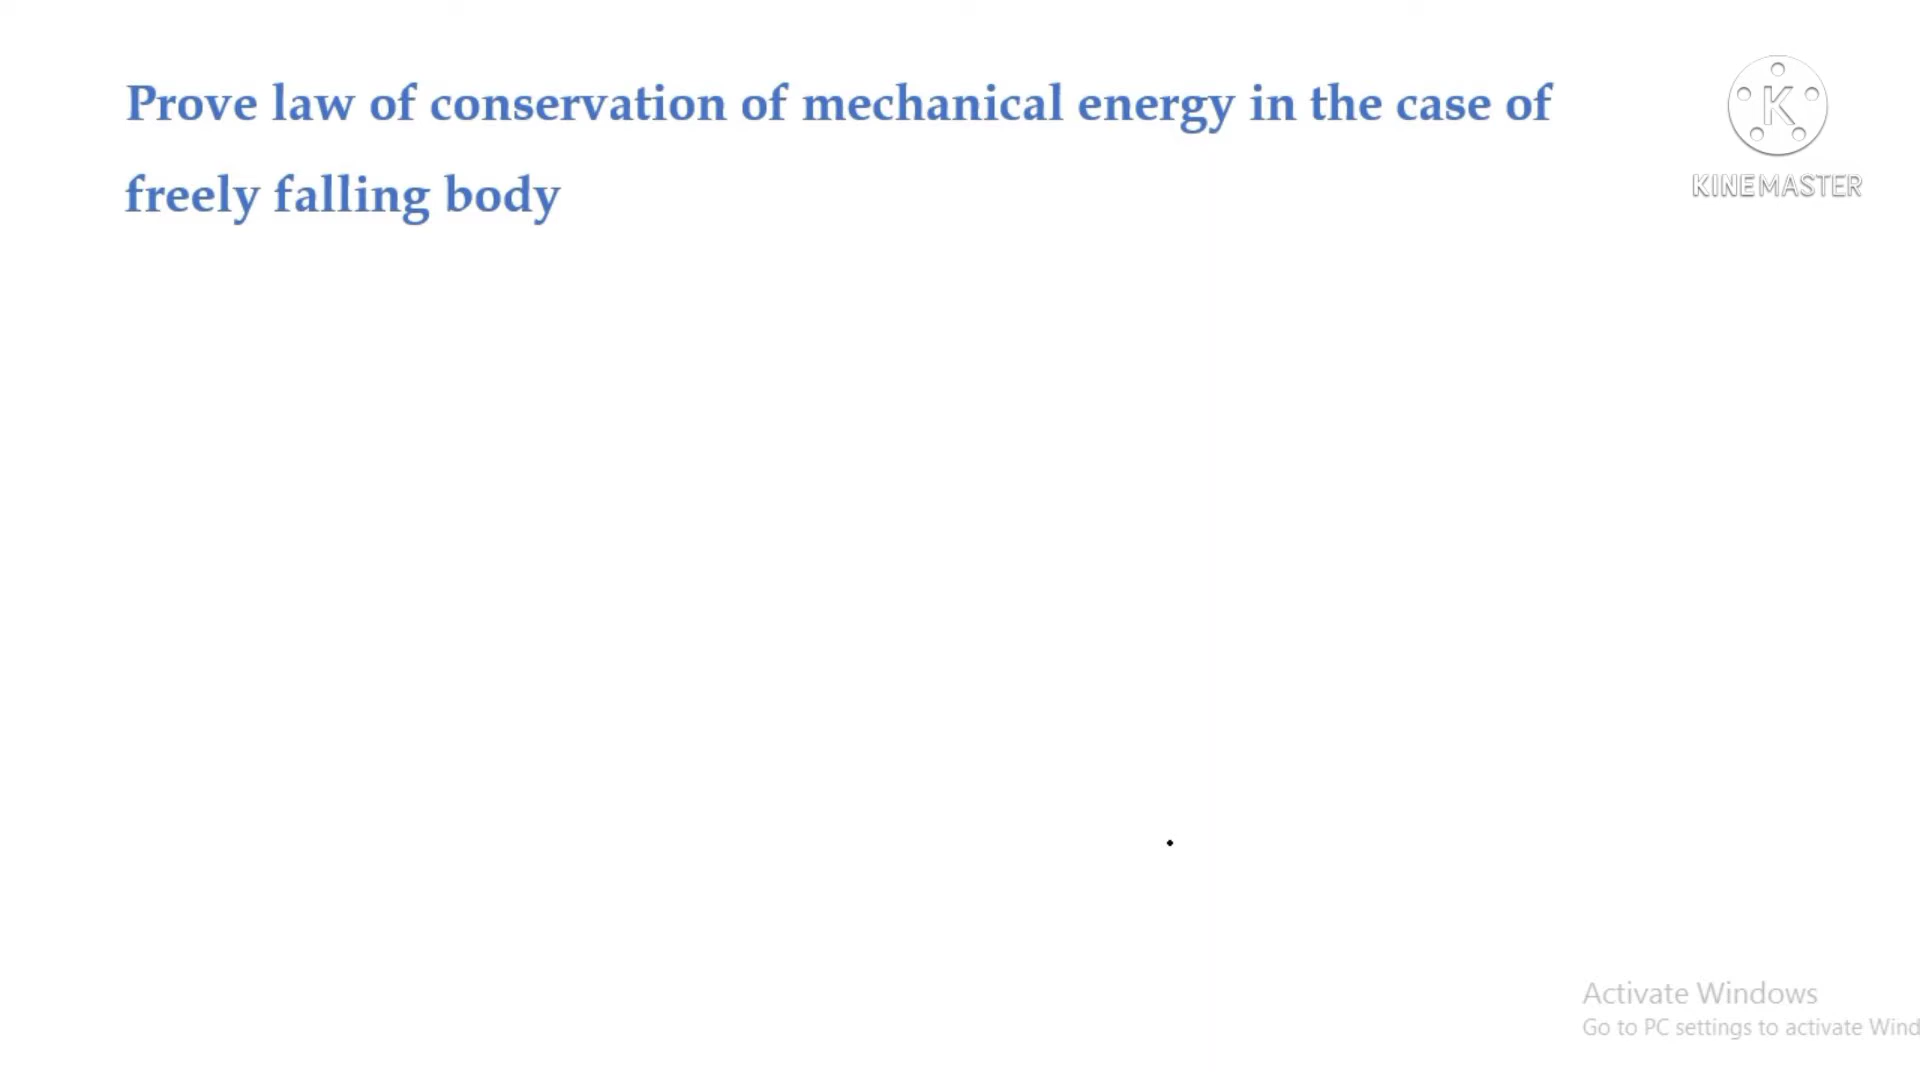 Prove law of conservation of mechanical energy in the case of
freely falling body
K
KINEMASTER
Activate Windows
Go to PC settings to activate Wind